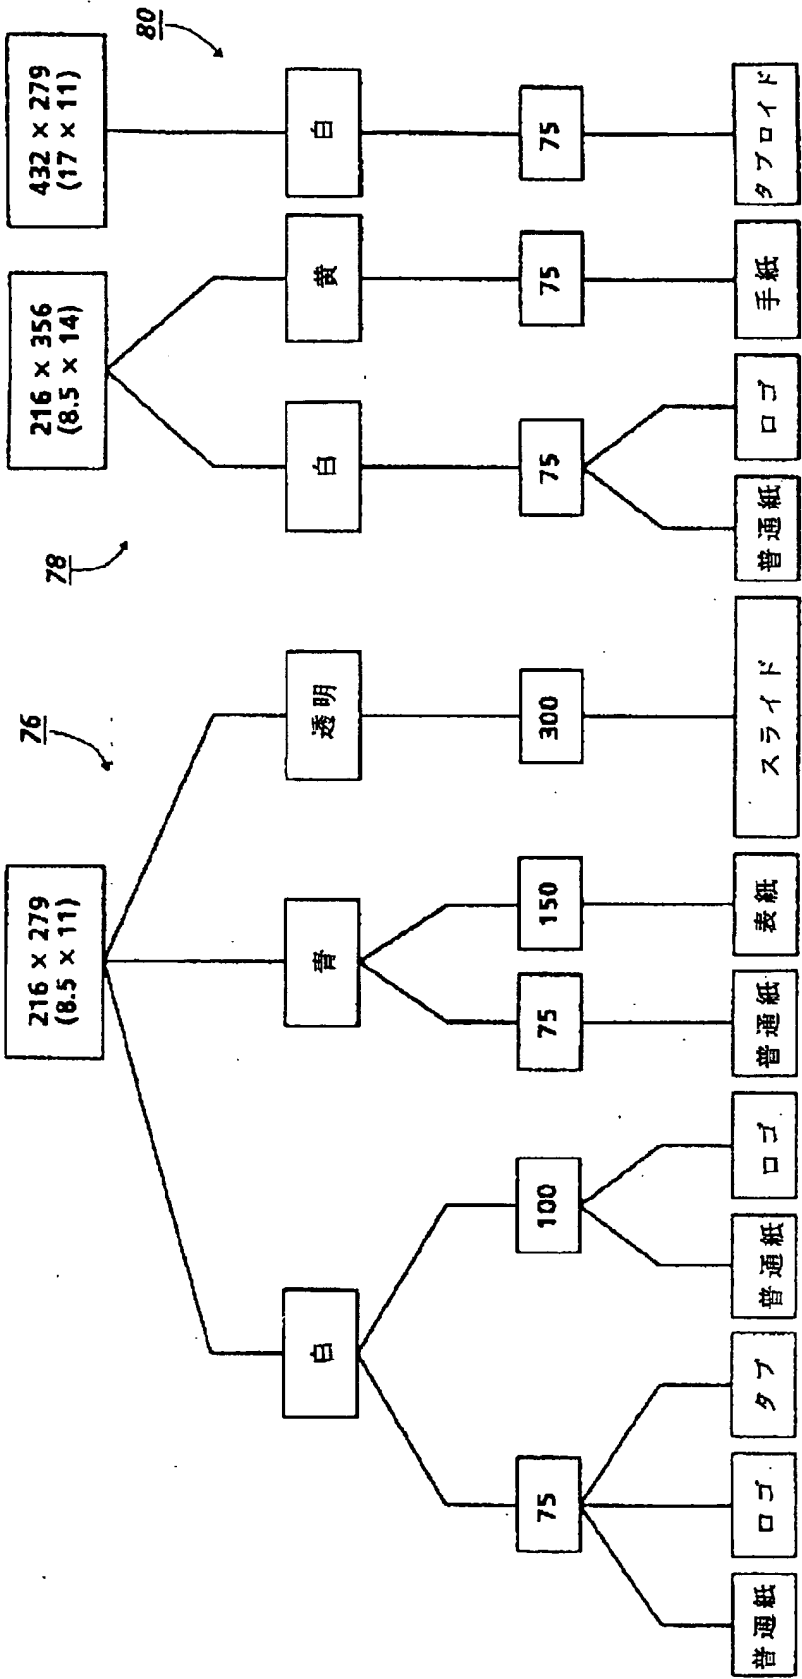 76
78
80
216 × 279
(8.5 × 11)
216 × 356
(8.5 × 14)
432 × 279
(17 × 11)
白
青
透明
白
黄
白
75
100
75
150
300
75
75
75
普通紙
ロゴ
タブ
普通紙
ロゴ
普通紙
表紙
スライド
普通紙
ロゴ
手紙
タブロイド